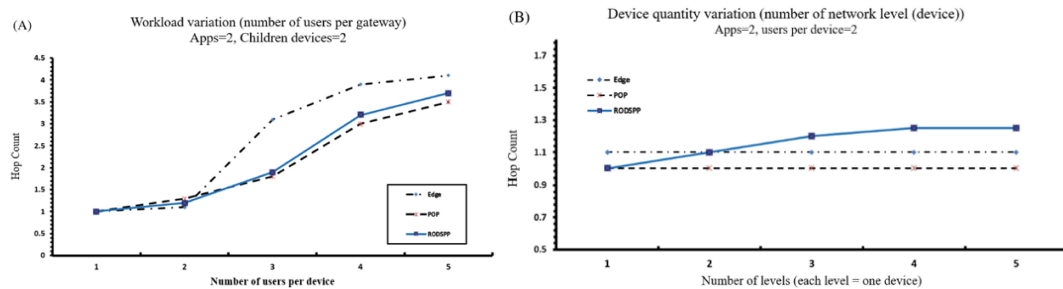 (A)
Workload variation (number of users per gateway)
Apps=2, Children devices=2
Hop Count
4.5
4
3.5
3
2.5
2
1.5
1
0.5
0
Edge
POP
RODSPP
1 2 3 4 5
Number of users per device
(B)
Device quantity variation (number of network level (device))
Apps=2, users per device=2
Hop Count
1.7
1.5
1.3
1.1
0.9
0.7
0.5
Edge
POP
RODSPP
1 2 3 4 5
Number of levels (each level = one device)